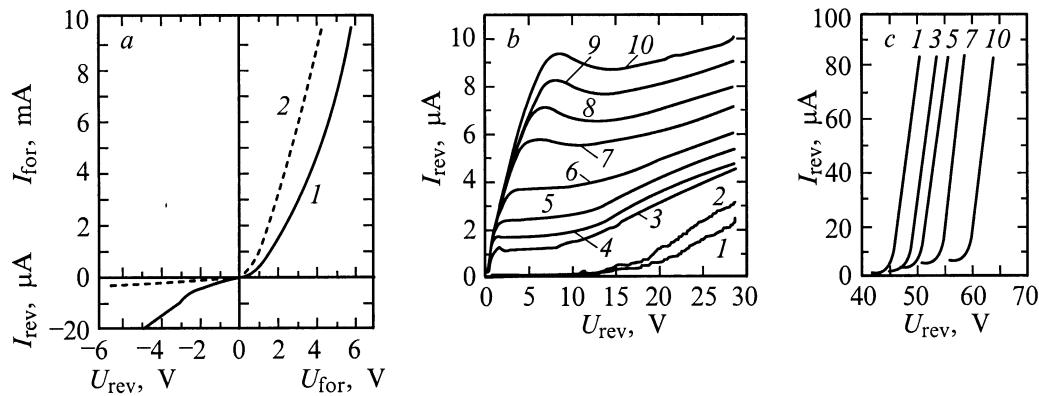 a
10
8
6
4
2
0
−20
I_for, mA
I_rev, μA
2
1
−6 −4 −2 0 2 4 6
U_rev, V
U_for, V
b
10
8
6
4
2
0
I_rev, μA
9 10
8
7
6
5
4 3
2
1
0 5 10 15 20 25 30
U_rev, V
c 1 3 5 7 10
100
80
60
40
20
0
I_rev, μA
40 50 60 70
U_rev, V